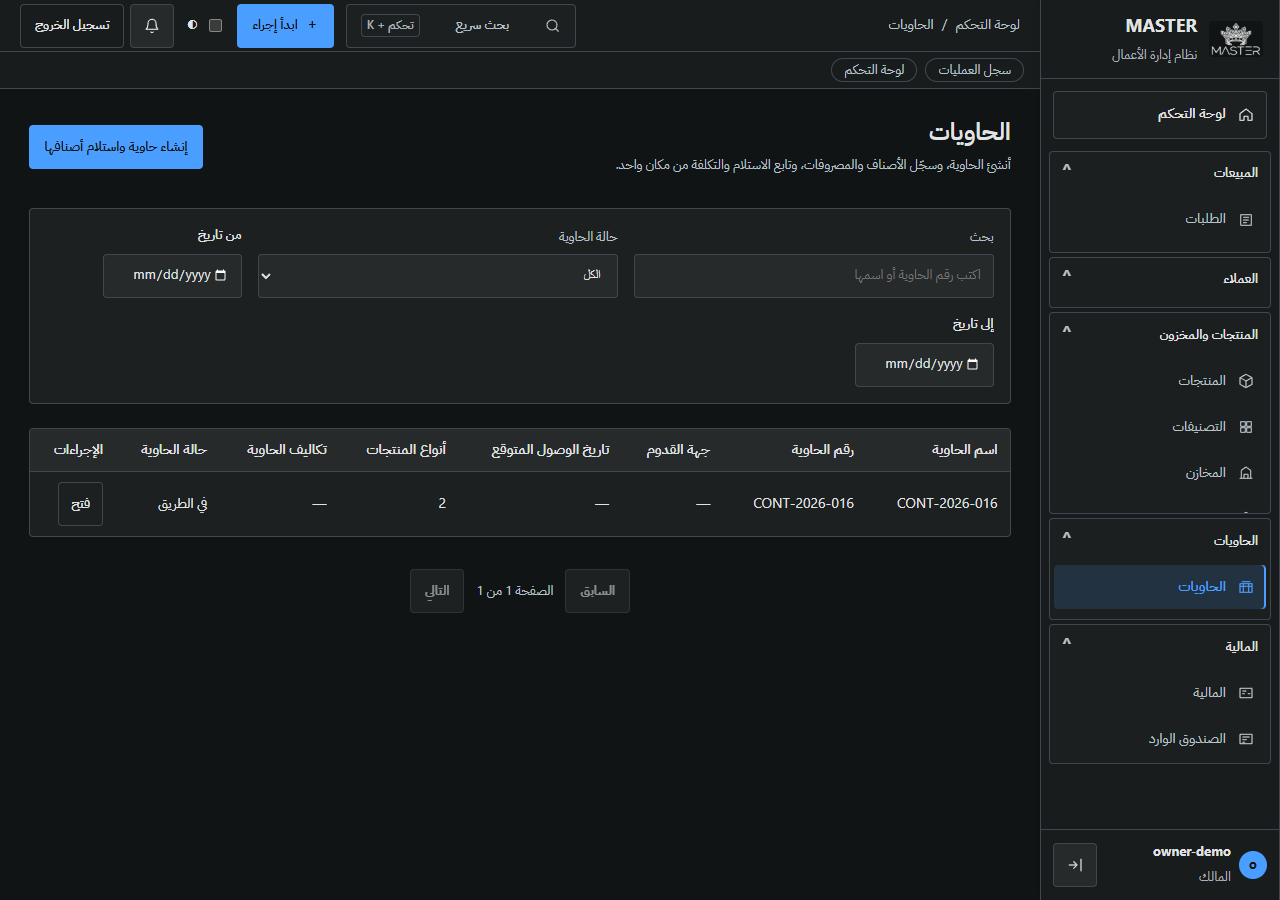 MASTER
نظام إدارة الأعمال
MASTER
لوحة التحكم / الحاويات
بحث سريع
تحكم + K
+ ابدأ إجراء
تسجيل الخروج
سجل العمليات
لوحة التحكم
لوحة التحكم
المبيعات
الطلبات
العملاء
المنتجات والمخزون
المنتجات
التصنيفات
المخازن
الحاويات
الحاويات
المالية
المالية
الصندوق الوارد
o
owner-demo
المالك
الحاويات
أنشئ الحاوية، وسجّل الأصناف والمصروفات، وتابع الاستلام والتكلفة من مكان واحد.
إنشاء حاوية واستلام أصنافها
بحث
اكتب رقم الحاوية أو اسمها
حالة الحاوية
الكل
من تاريخ
mm/dd/yyyy
إلى تاريخ
mm/dd/yyyy
اسم الحاوية رقم الحاوية جهة القدوم تاريخ الوصول المتوقع أنواع المنتجات تكاليف الحاوية حالة الحاوية الإجراءات
CONT-2026-016 CONT-2026-016 — — 2 — في الطريق فتح
السابق
الصفحة 1 من 1
التالي